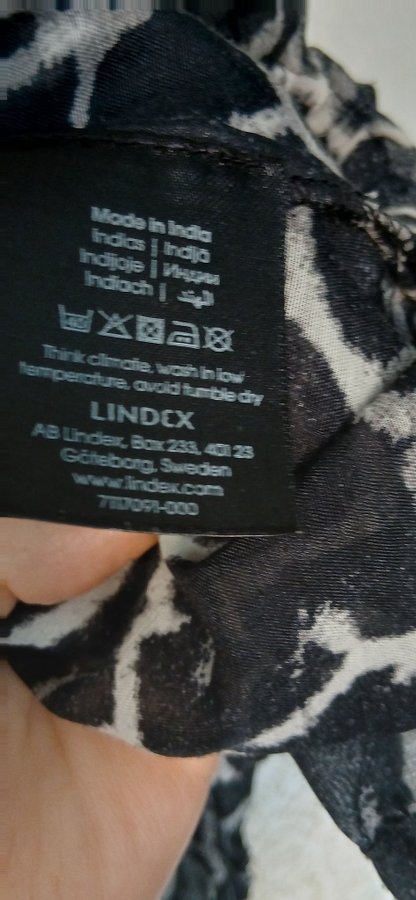 Made in India
Indias | Indija
Indijoje | Индии
Indiach | الهند
Think climate, wash in low
temperature, avoid tumble dry
LINDEX
AB Lindex, Box 233, 401 23
Göteborg, Sweden
www.lindex.com
7117091-000